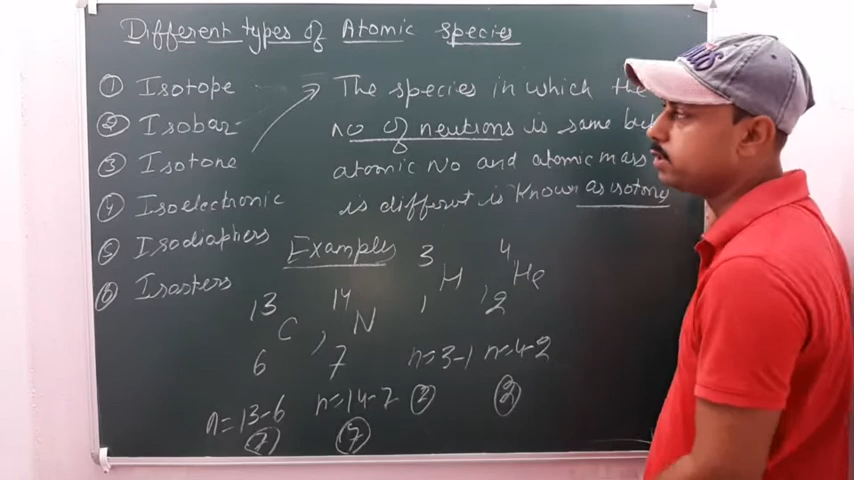 Different types of Atomic species
① Isotope
② Isobar
③ Isotone
④ Isoelectronic
⑤ Isodiaphers
⑥ Isosters
The species in which the
no of neutrons is same but
atomic No and atomic mass
is different is known as isotone
Examples
13 C 6 , 14 N 7
3 H 1 , 4 He 2
n=13-6 n=14-7 n=3-1 n=4-2
7 7 2 2